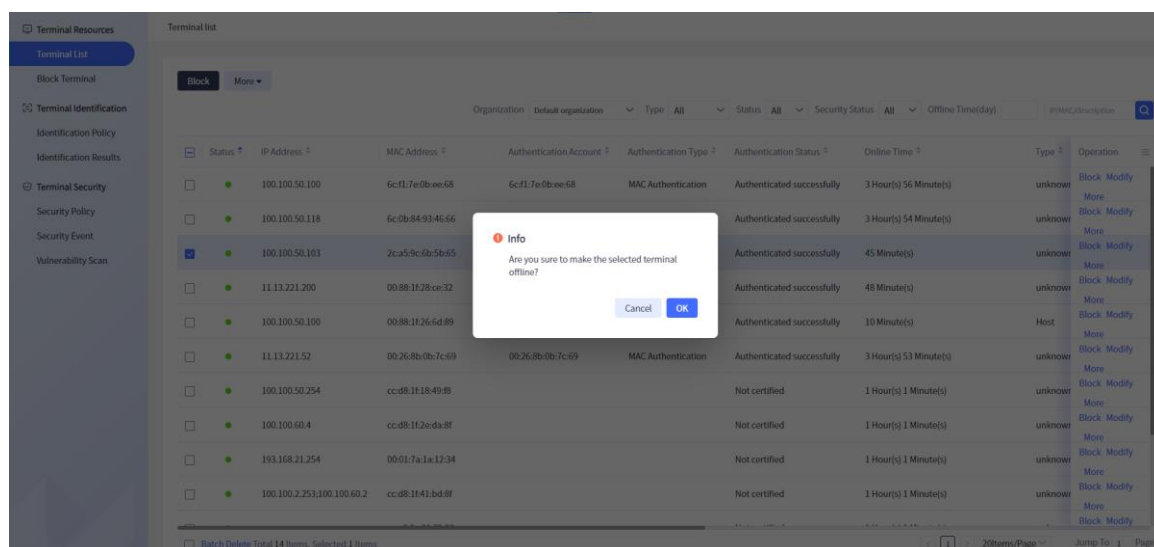 Terminal Resources
Terminal list
Terminal List
Block Terminal
Block More
Terminal Identification
Organization Default organization Type All Status All Security Status All Offline Time(day) IP/MAC/description
Identification Policy
Identification Results
Status IP Address MAC Address Authentication Account Authentication Type Authentication Status Online Time Type Operation
Terminal Security
Security Policy
Security Event
Vulnerability Scan
100.100.50.100 6c:f1:7e:0b:ee:68 6c:f1:7e:0b:ee:68 MAC Authentication Authenticated successfully 3 Hour(s) 56 Minute(s) unknown Block Modify
More
100.100.50.118 6c:0b:84:93:46:66 Authenticated successfully 3 Hour(s) 54 Minute(s) unknown Block Modify
More
100.100.50.103 2c:a5:9c:6b:5b:65 Authenticated successfully 45 Minute(s) unknown Block Modify
More
Info
Are you sure to make the selected terminal
offline?
Cancel OK
11.13.221.200 00:88:1f:28:ce:32 Authenticated successfully 48 Minute(s) unknown Block Modify
More
100.100.50.100 00:88:1f:26:6d:89 Authenticated successfully 10 Minute(s) Host Block Modify
More
11.13.221.52 00:26:8b:0b:7c:69 00:26:8b:0b:7c:69 MAC Authentication Authenticated successfully 3 Hour(s) 53 Minute(s) unknown Block Modify
More
100.100.50.254 cc:d8:1f:18:49:f8 Not certified 1 Hour(s) 1 Minute(s) unknown Block Modify
More
100.100.60.4 cc:d8:1f:2e:da:8f Not certified 1 Hour(s) 1 Minute(s) unknown Block Modify
More
193.168.21.254 00:01:7a:1a:12:34 Not certified 1 Hour(s) 1 Minute(s) unknown Block Modify
More
100.100.2.253;100.100.60.2 cc:d8:1f:41:bd:8f Not certified 1 Hour(s) 1 Minute(s) unknown Block Modify
More
Block Modify
Batch Delete Total 14 Items, Selected 1 Items 1 20Items/Page Jump To 1 Page